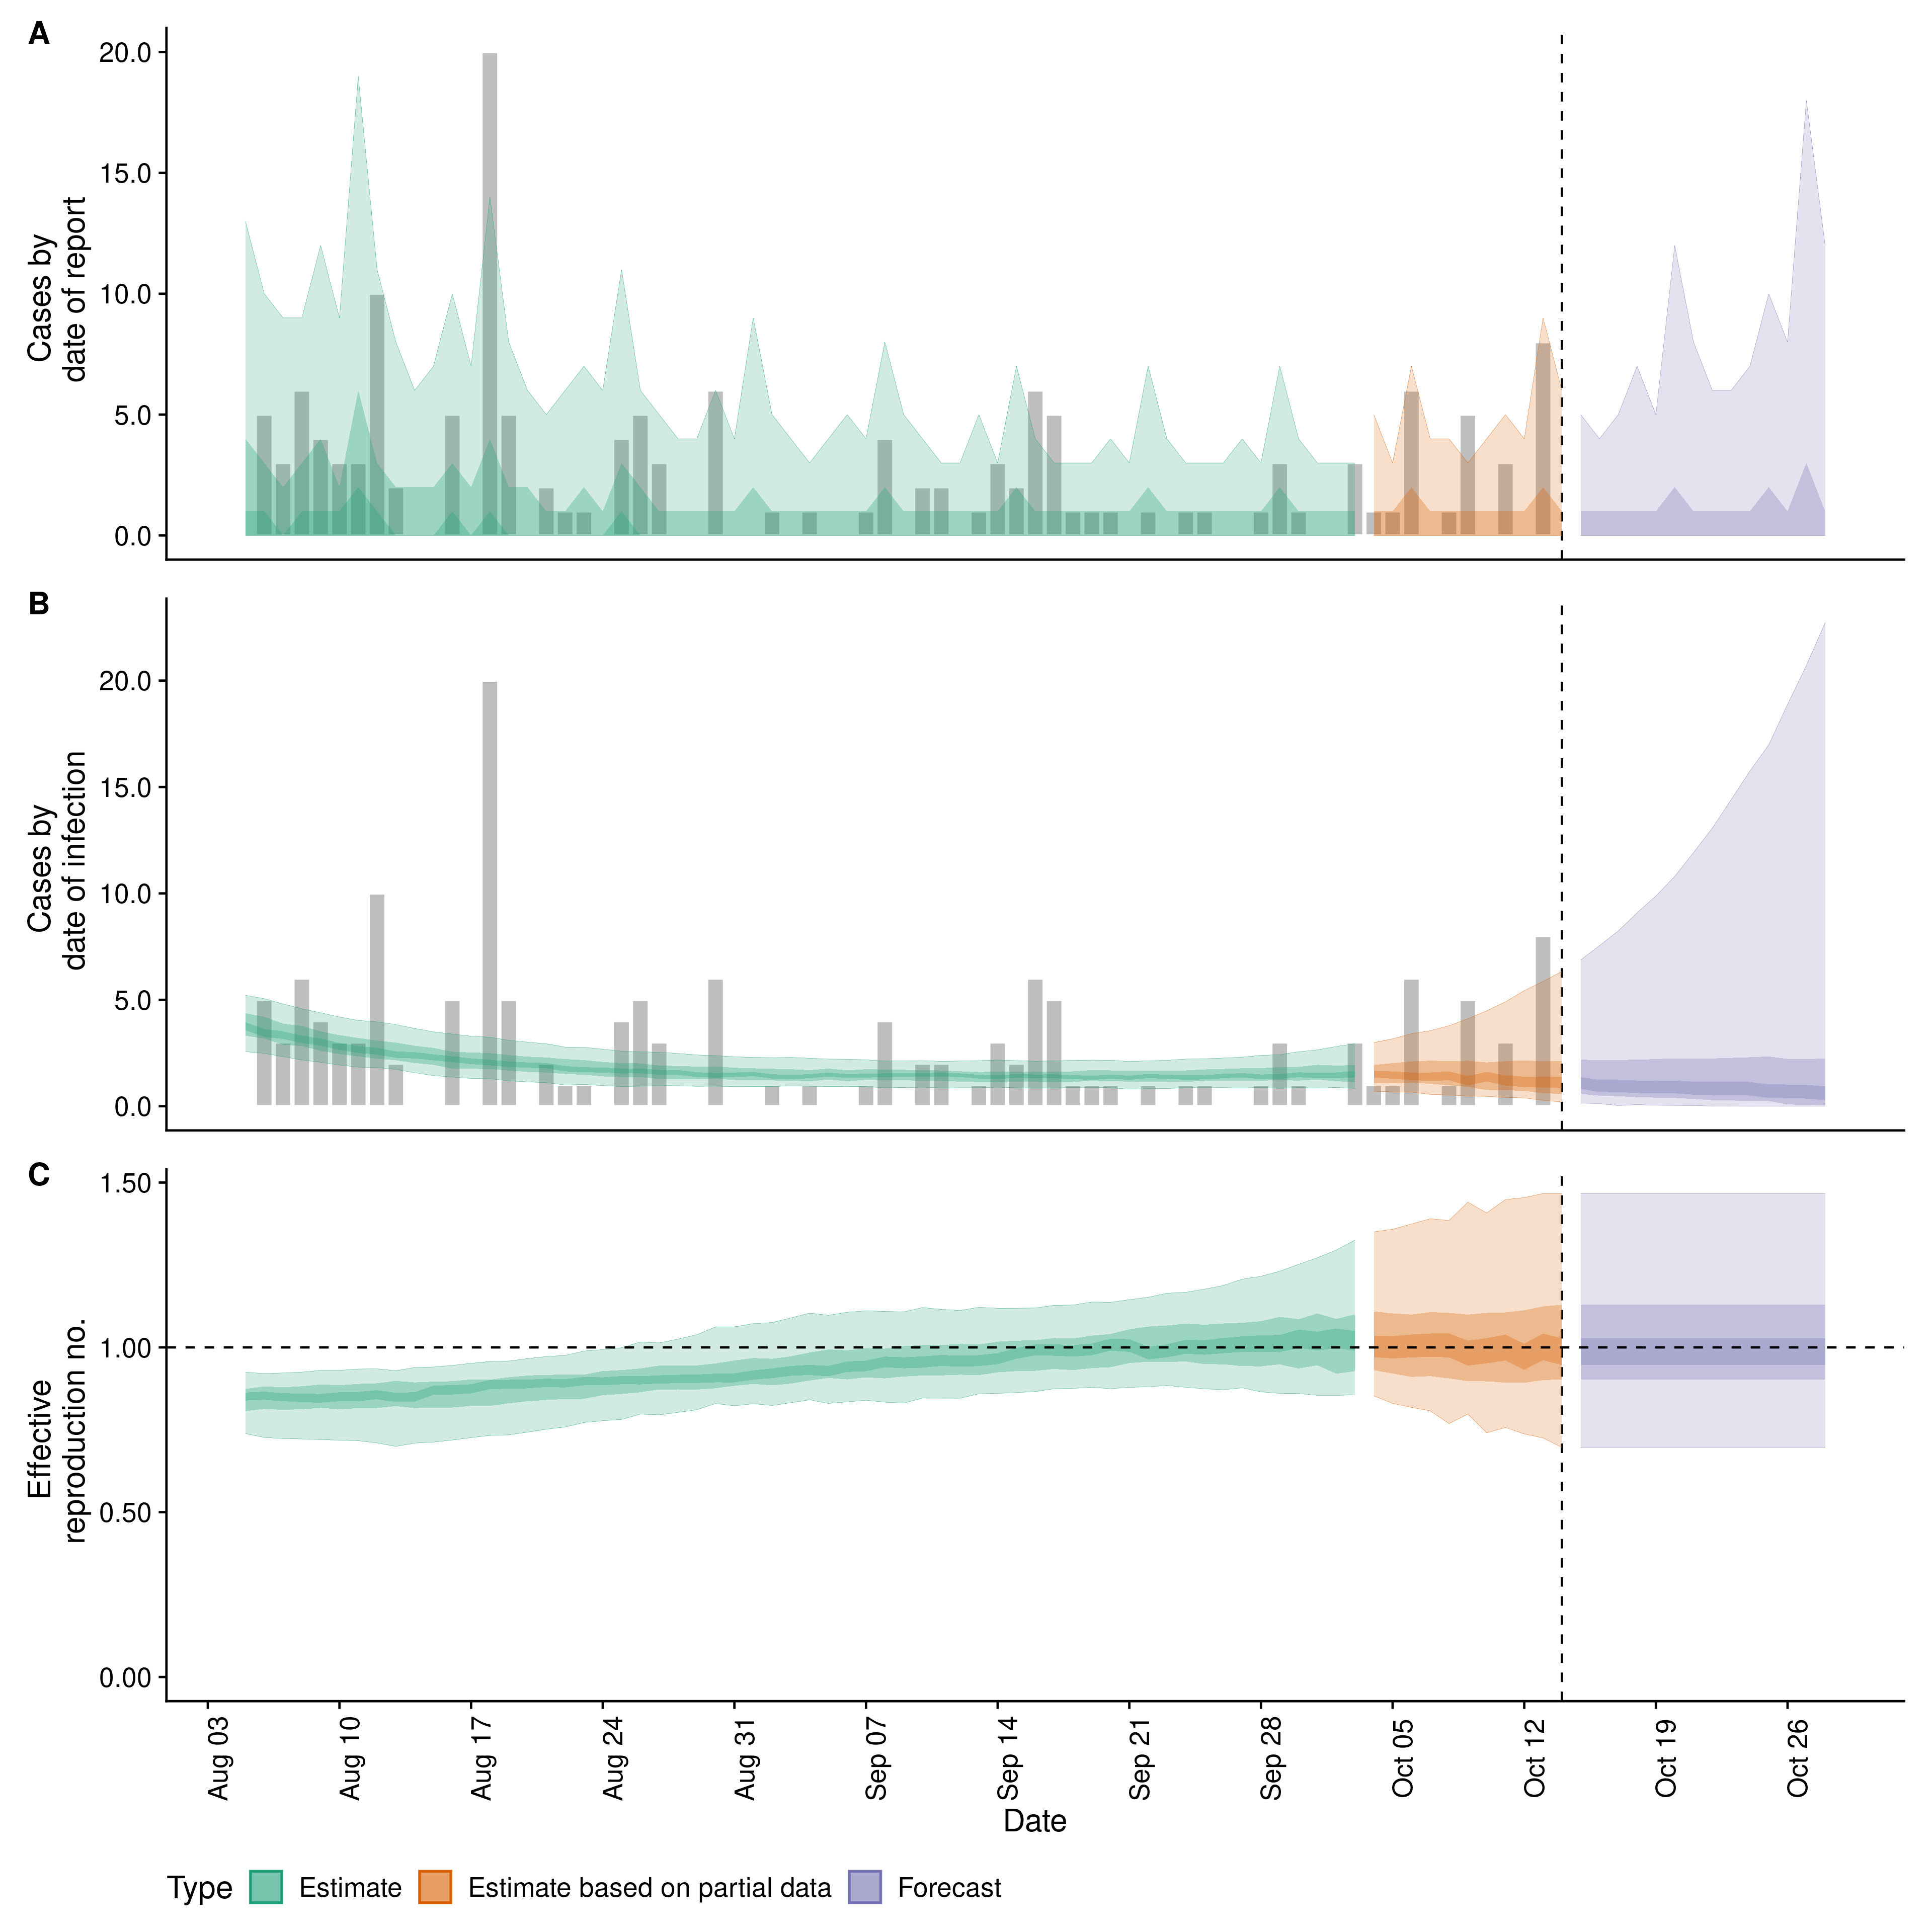 A
Cases by
date of report
20.0
15.0
10.0
5.0
0.0
B
Cases by
date of infection
20.0
15.0
10.0
5.0
0.0
C
Effective
reproduction no.
1.50
1.00
0.50
0.00
Aug 03
Aug 10
Aug 17
Aug 24
Aug 31
Sep 07
Sep 14
Sep 21
Sep 28
Oct 05
Oct 12
Oct 19
Oct 26
Date
Type Estimate Estimate based on partial data Forecast